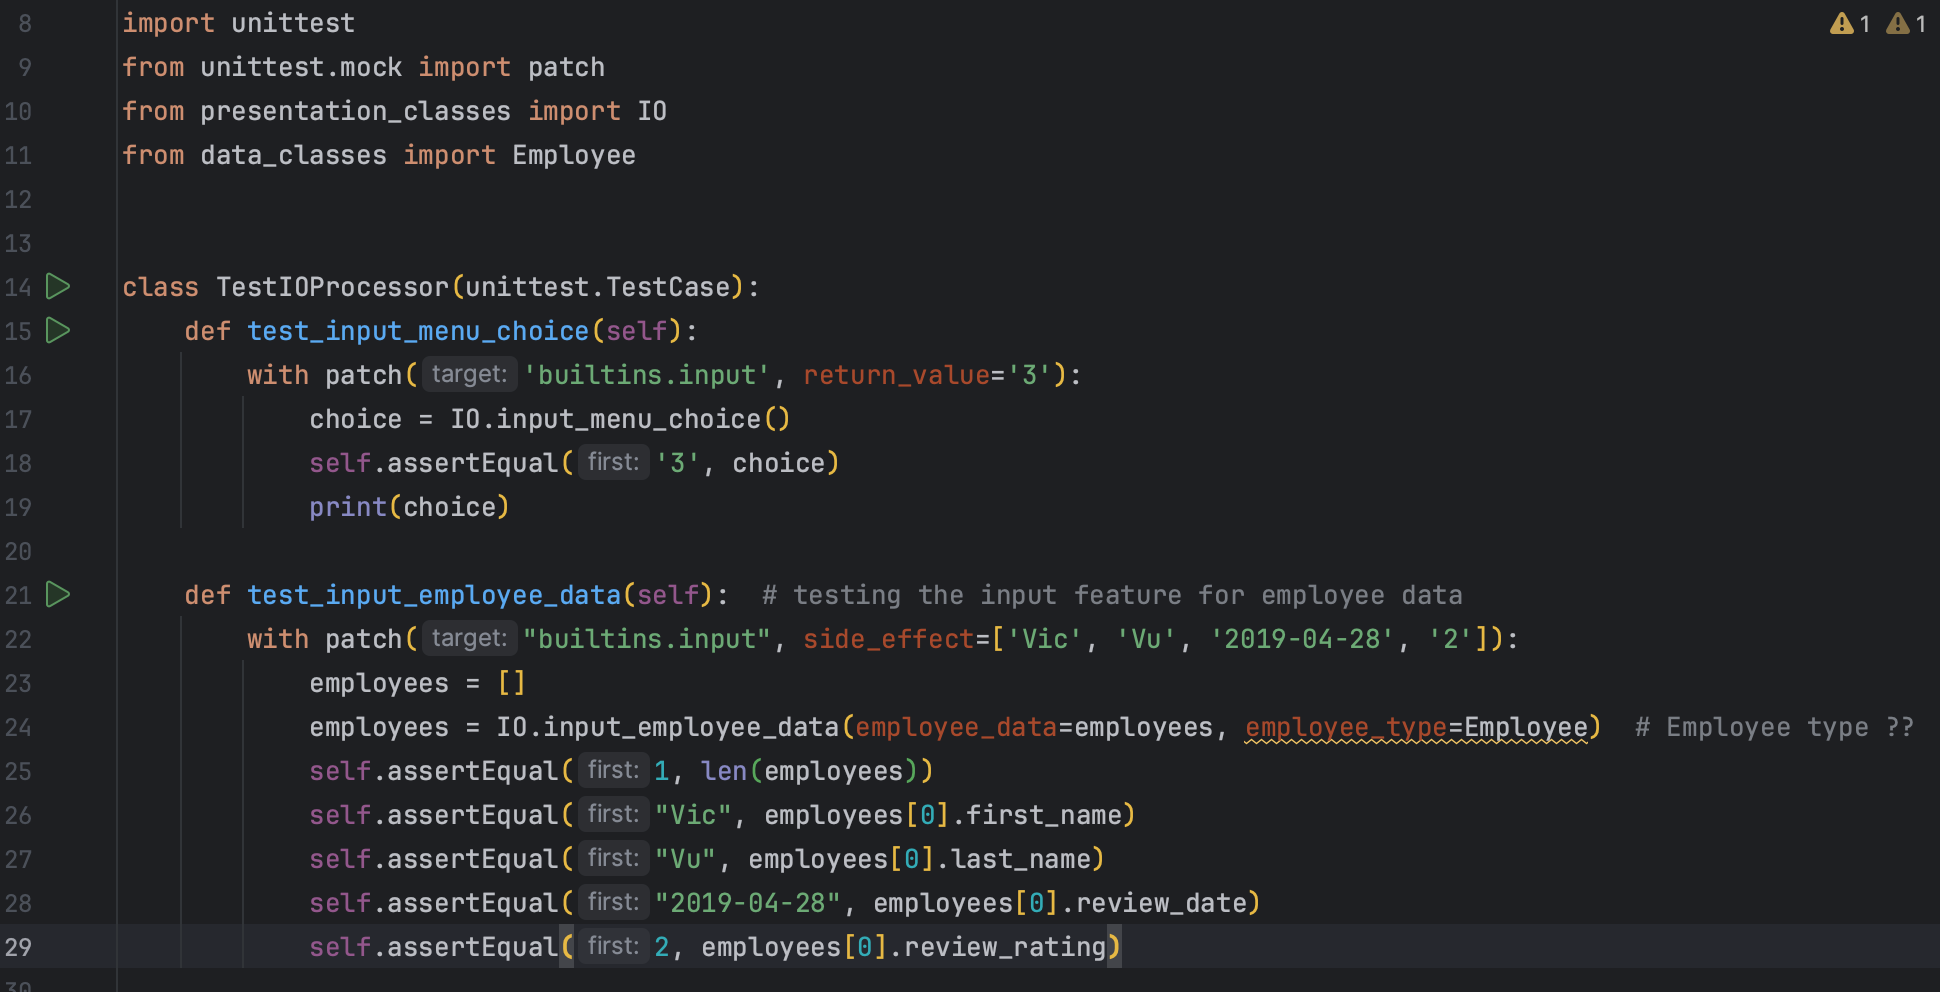 8 import unittest ⚠ 1 ⚠ 1
9 from unittest.mock import patch
10 from presentation_classes import IO
11 from data_classes import Employee
12
13
14 class TestIOProcessor(unittest.TestCase):
15 def test_input_menu_choice(self):
16 with patch( target: 'builtins.input', return_value='3'):
17 choice = IO.input_menu_choice()
18 self.assertEqual( first: '3', choice)
19 print(choice)
20
21 def test_input_employee_data(self):  # testing the input feature for employee data
22 with patch( target: "builtins.input", side_effect=['Vic', 'Vu', '2019-04-28', '2']):
23 employees = []
24 employees = IO.input_employee_data(employee_data=employees, employee_type=Employee)  # Employee type ??
25 self.assertEqual( first: 1, len(employees))
26 self.assertEqual( first: "Vic", employees[0].first_name)
27 self.assertEqual( first: "Vu", employees[0].last_name)
28 self.assertEqual( first: "2019-04-28", employees[0].review_date)
29 self.assertEqual( first: 2, employees[0].review_rating)
30